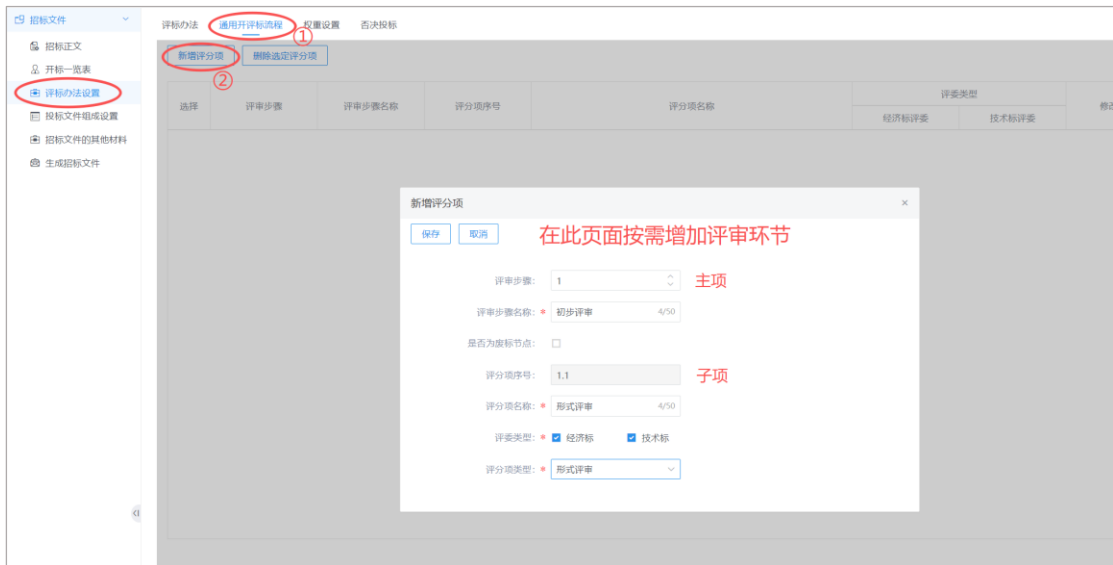 招标文件
招标正文
开标一览表
评标办法设置
投标文件组成设置
招标文件的其他材料
生成招标文件
评标办法 通用开评标流程 权重设置 否决投标
①
新增评分项 删除选定评分项
②
选择 评审步骤 评审步骤名称 评分项序号 评分项名称 评委类型 修改
经济标评委 技术标评委
新增评分项 ×
保存 取消 在此页面按需增加评审环节
评审步骤: 1 主项
评审步骤名称: * 初步评审 4/50
是否为废标节点:
评分项序号: 1.1 子项
评分项名称: * 形式评审 4/50
评委类型: * 经济标 技术标
评分项类型: * 形式评审